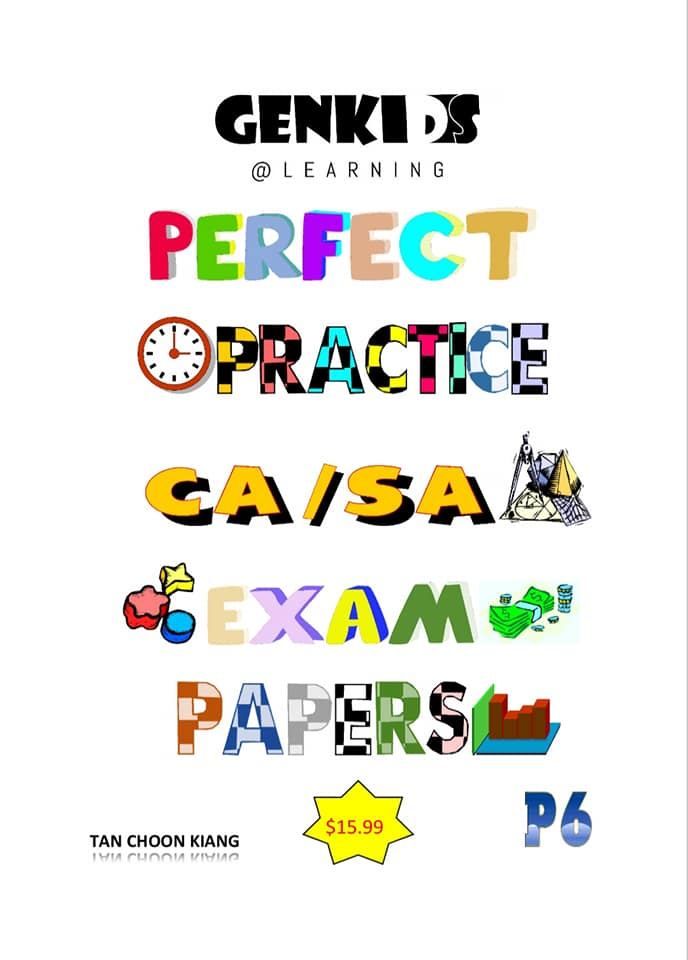 GENKIDS
@LEARNING
PERFECT
PRACTICE
CA/SA
EXAM
PAPERS
$15.99
P6
TAN CHOON KIANG